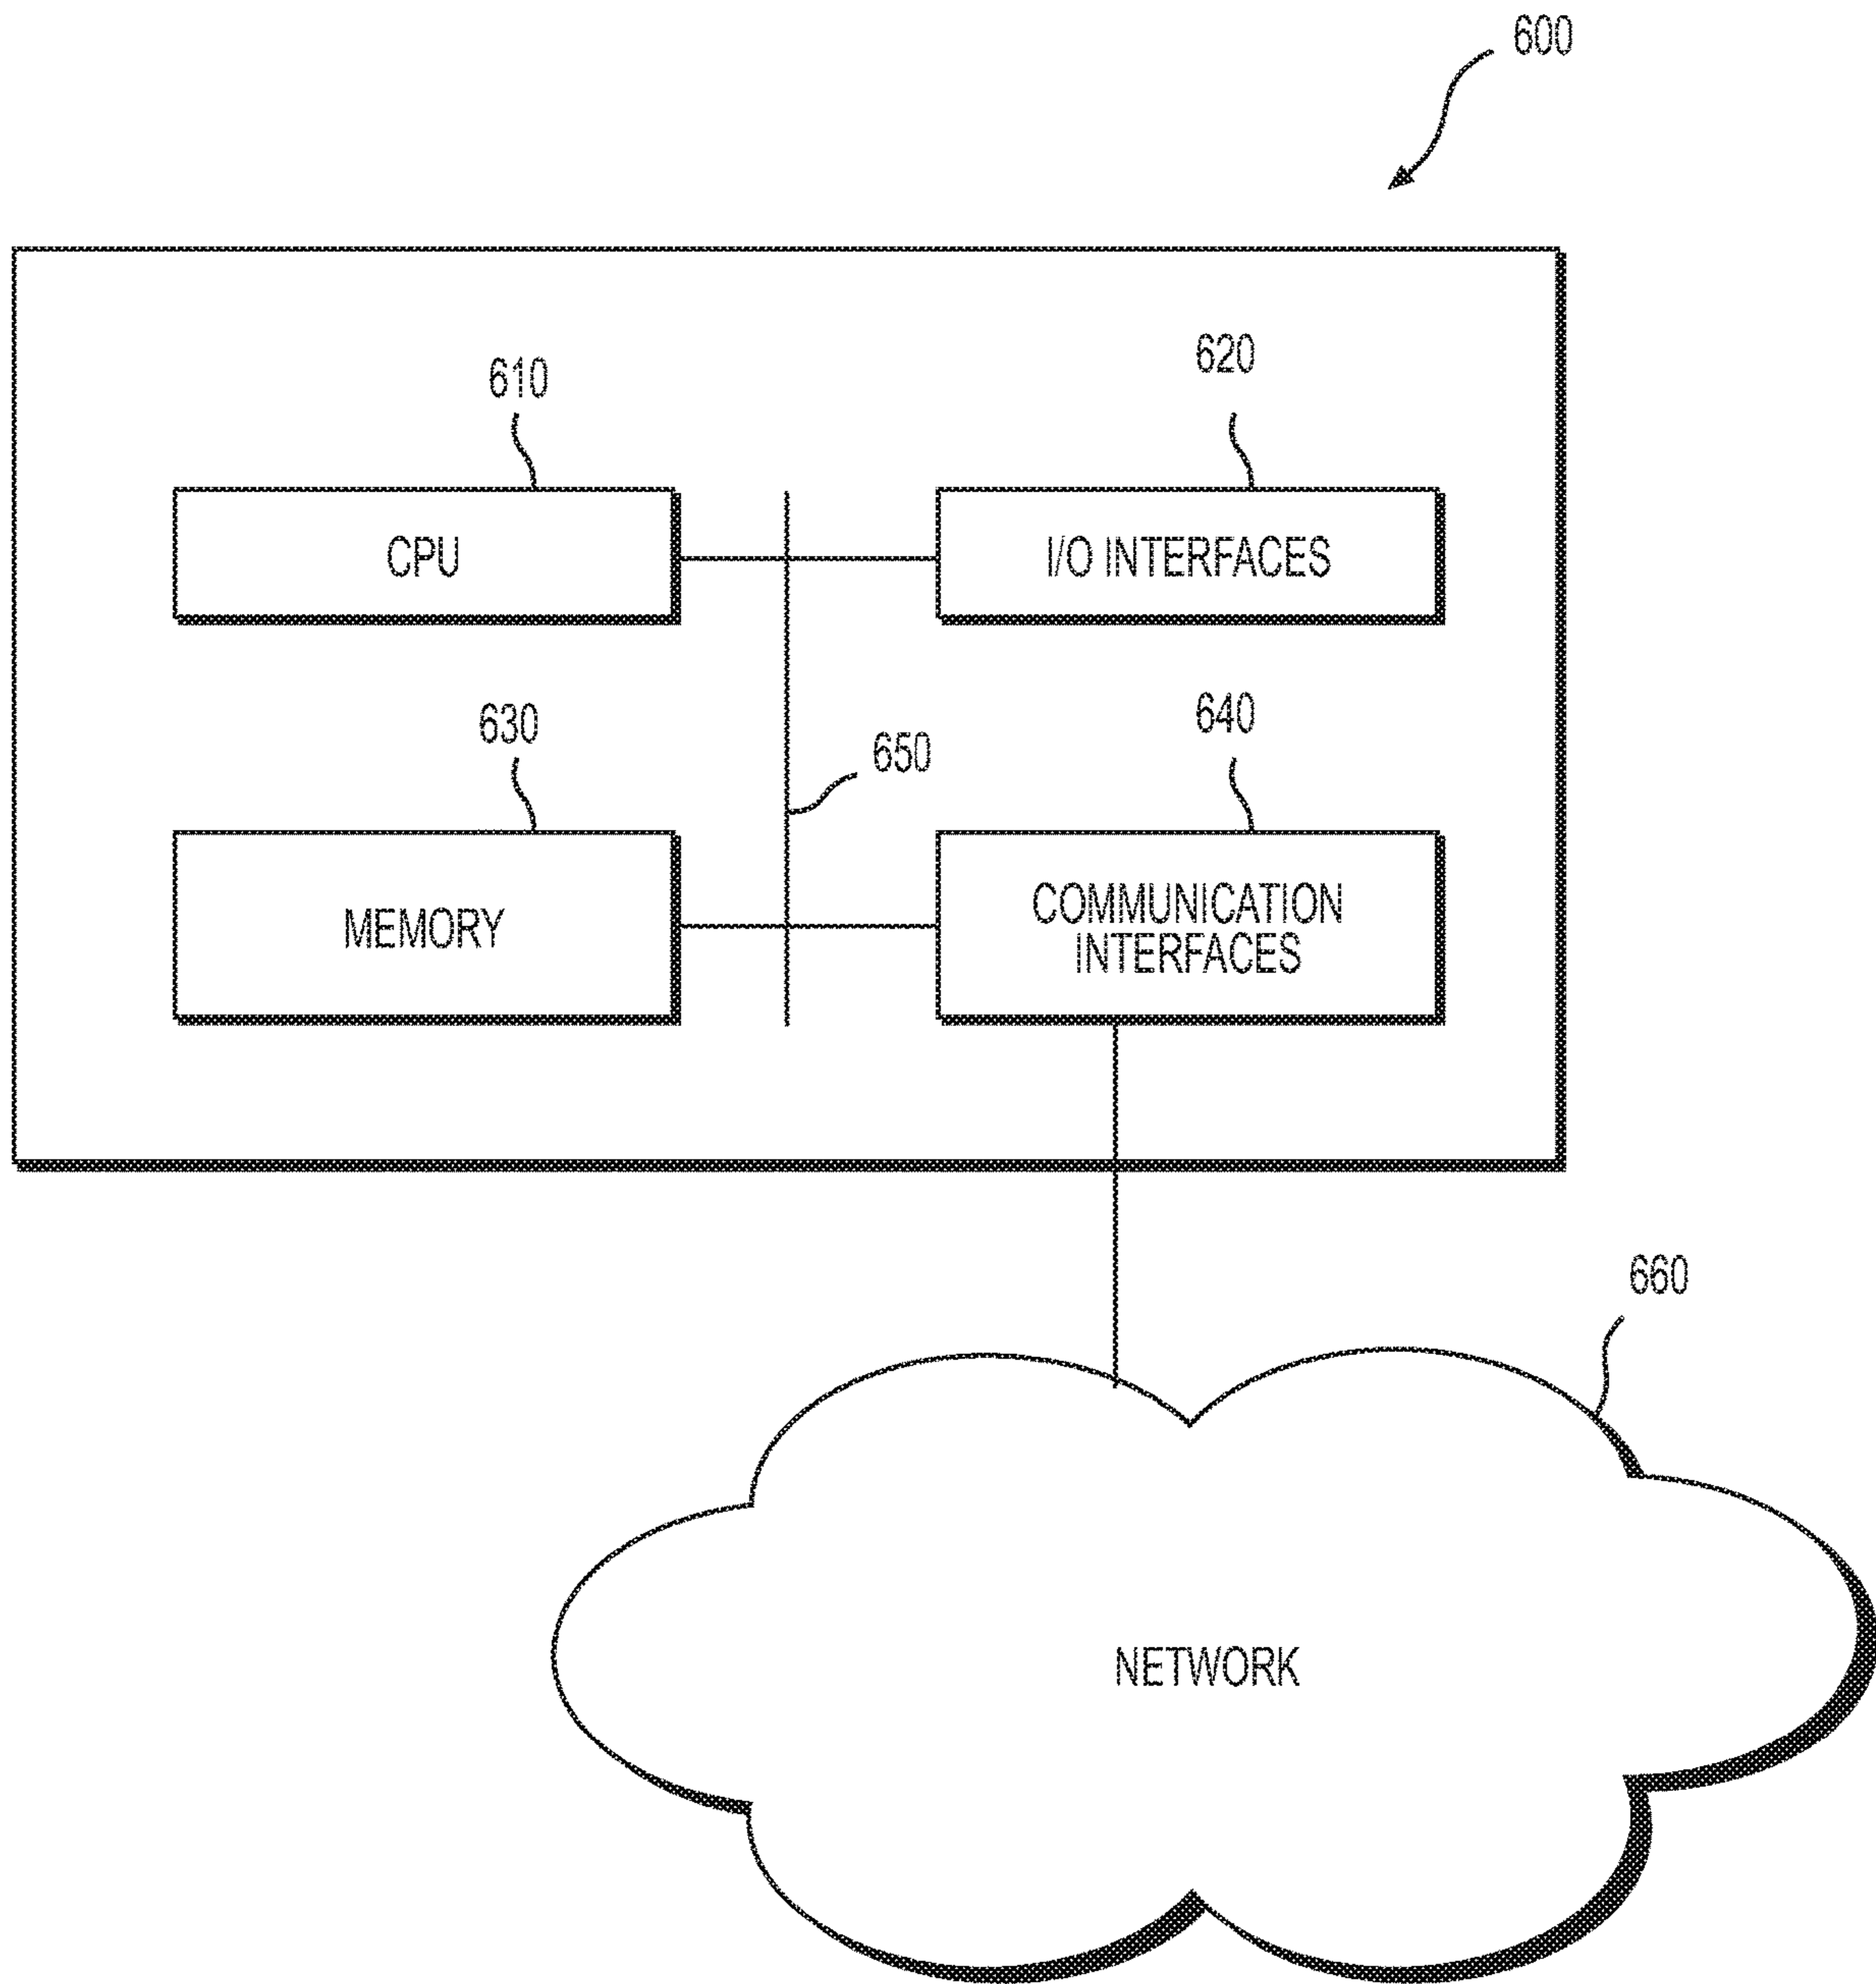 600
610
620
CPU
I/O INTERFACES
630
650
640
MEMORY
COMMUNICATION
INTERFACES
660
NETWORK